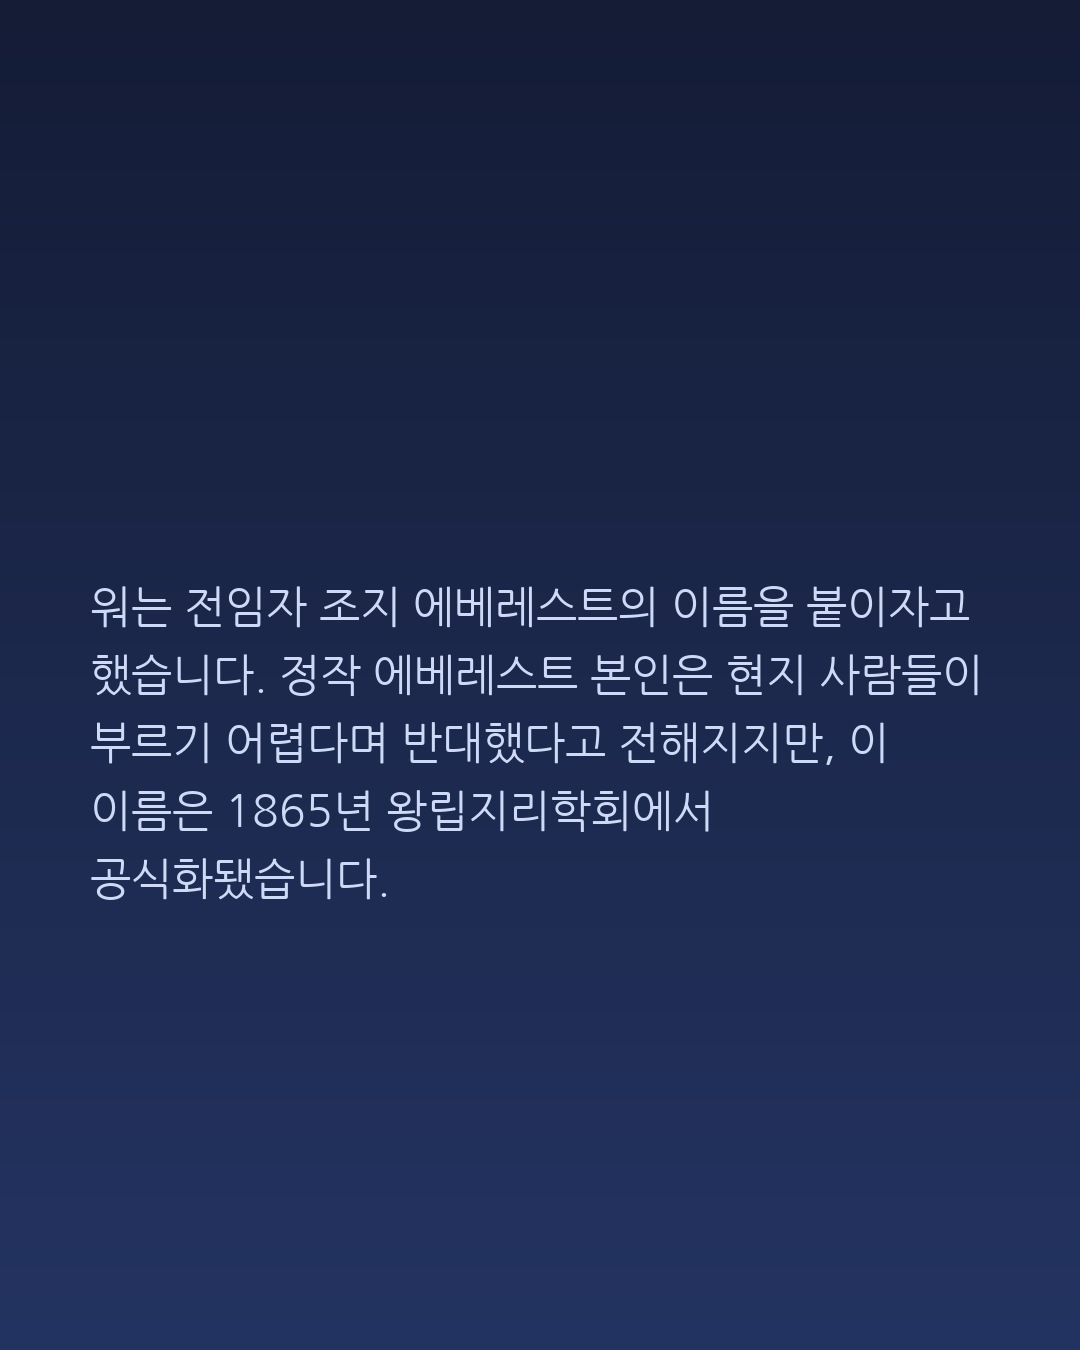 워는 전임자 조지 에베레스트의 이름을 붙이자고
했습니다. 정작 에베레스트 본인은 현지 사람들이
부르기 어렵다며 반대했다고 전해지지만, 이
이름은 1865년 왕립지리학회에서
공식화됐습니다.